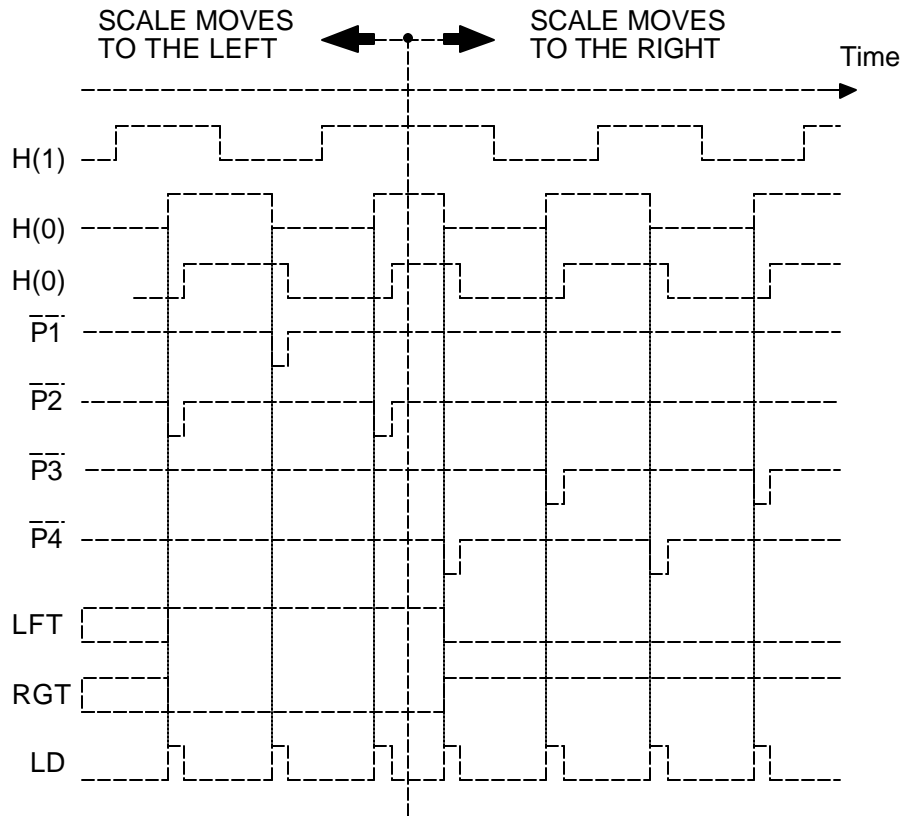 SCALE MOVES
TO THE LEFT
SCALE MOVES
TO THE RIGHT
Time
H(1)
H(0)
H(0)
P1
P2
P3
P4
LFT
RGT
LD